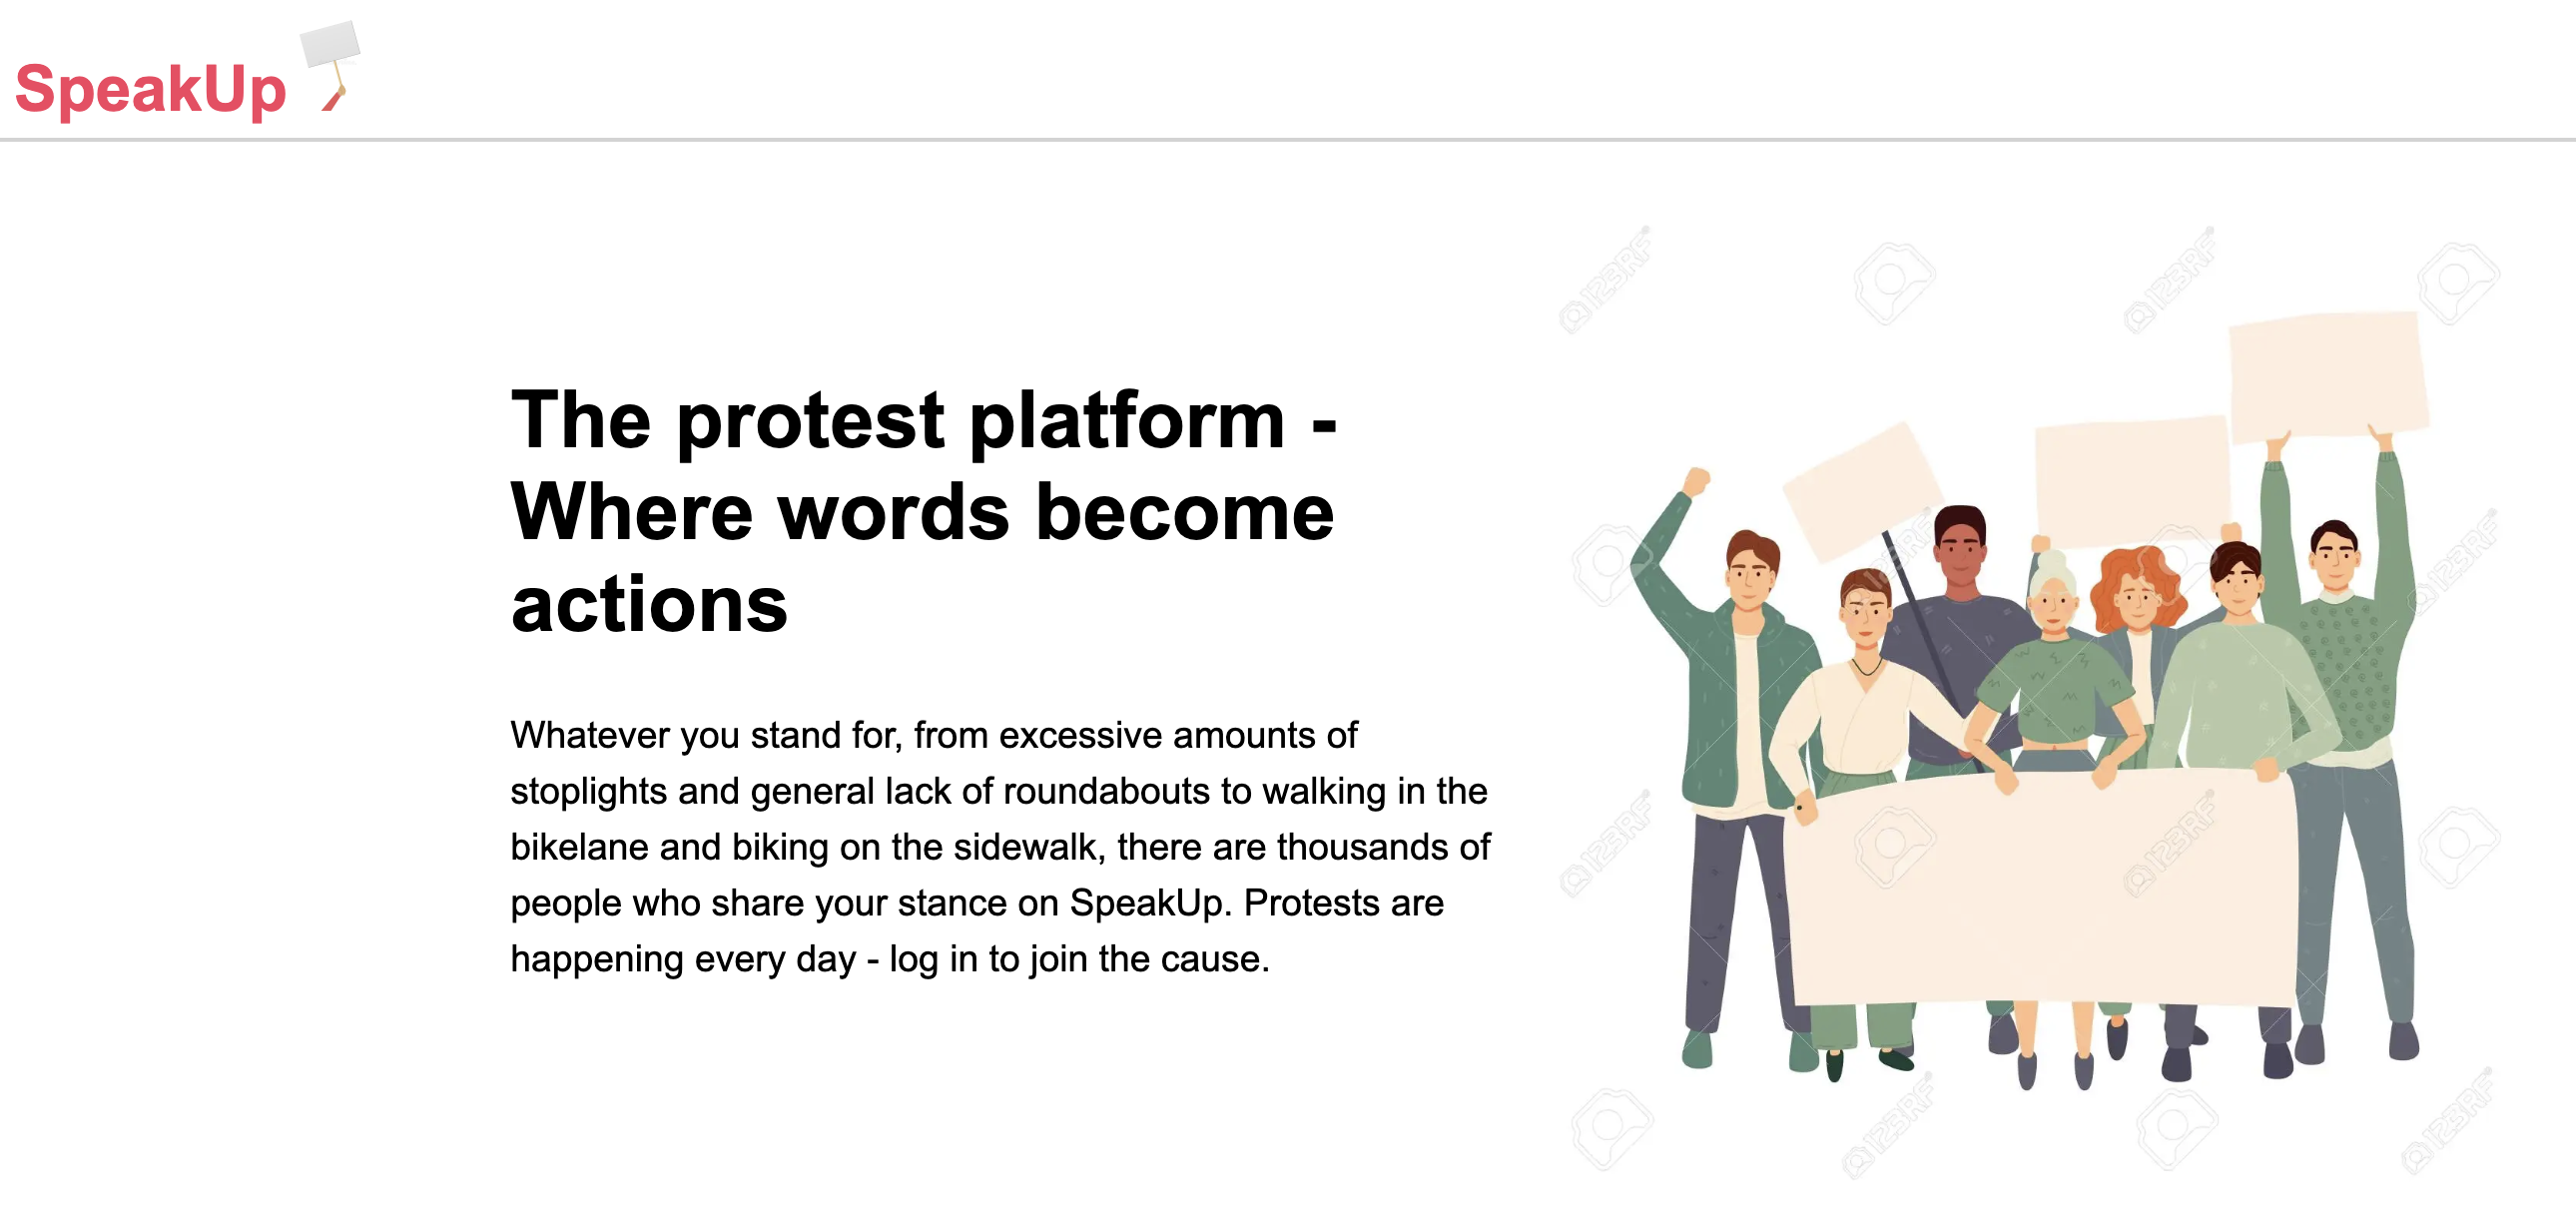 SpeakUp
The protest platform -
Where words become
actions
Whatever you stand for, from excessive amounts of
stoplights and general lack of roundabouts to walking in the
bikelane and biking on the sidewalk, there are thousands of
people who share your stance on SpeakUp. Protests are
happening every day - log in to join the cause.
123RF
123RF
123RF
123RF
123RF
123RF
123RF
123RF